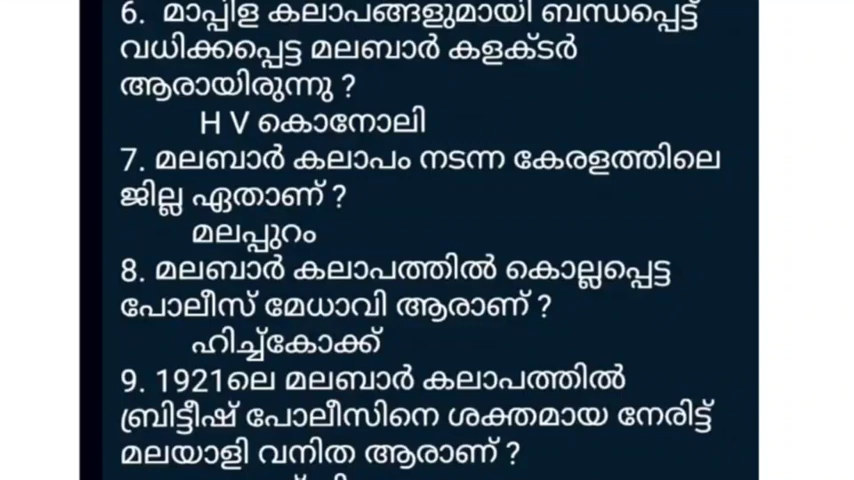 6. മാപ്പിള കലാപങ്ങളുമായി ബന്ധപ്പെട്ട്
വധിക്കപ്പെട്ട മലബാർ കളക്ടർ
ആരായിരുന്നു ?
H V കൊനോലി
7. മലബാർ കലാപം നടന്ന കേരളത്തിലെ
ജില്ല ഏതാണ് ?
മലപ്പുറം
8. മലബാർ കലാപത്തിൽ കൊല്ലപ്പെട്ട
പോലീസ് മേധാവി ആരാണ് ?
ഹിച്ച്കോക്ക്
9. 1921ലെ മലബാർ കലാപത്തിൽ
ബ്രിട്ടീഷ് പോലീസിനെ ശക്തമായ നേരിട്ട്
മലയാളി വനിത ആരാണ് ?